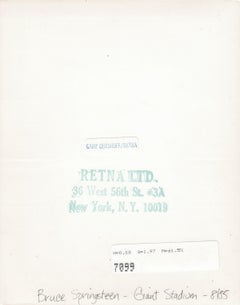 RETNA LTD.
36 West 56th St. #3A
New York, N.Y. 10019
7099
Bruce Springsteen - Giant Stadium - 8/85